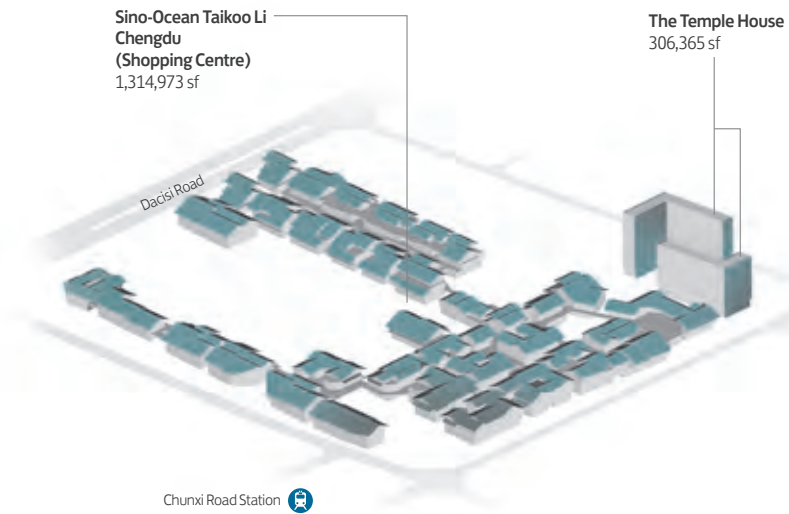 Sino-Ocean Taikoo Li
Chengdu
(Shopping Centre)
1,314,973 sf
The Temple House
306,365 sf
Dacisi Road
Chunxi Road Station